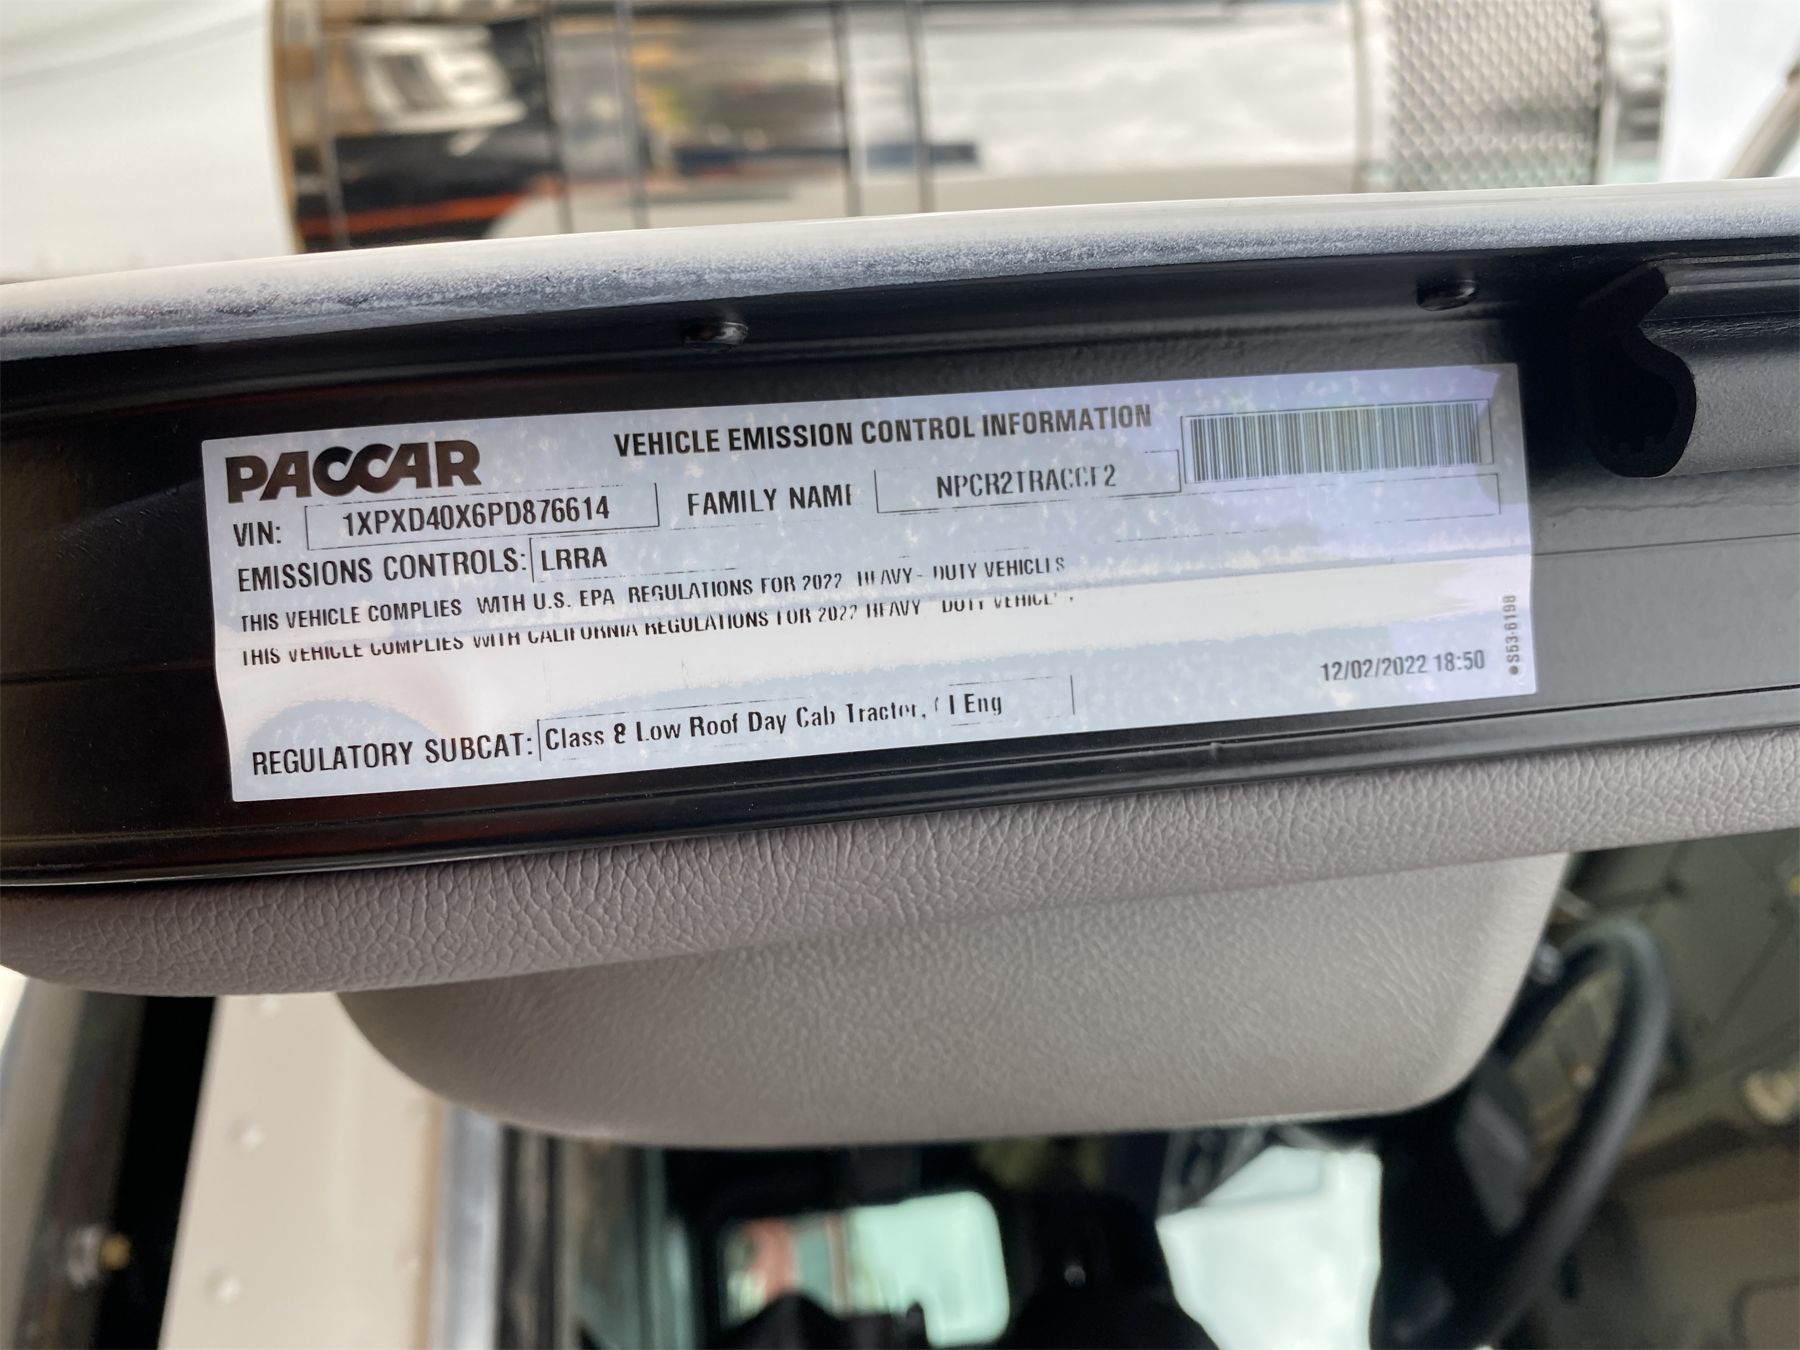 PACCAR
VEHICLE EMISSION CONTROL INFORMATION
VIN: 1XPXD40X6PD876614 FAMILY NAME NPCR2TRACCF2
EMISSIONS CONTROLS: LRRA
THIS VEHICLE COMPLIES WITH U.S. EPA REGULATIONS FOR 2022 HEAVY- DUTY VEHICLES
THIS VEHICLE COMPLIES WITH CALIFORNIA REGULATIONS FOR 2022 HEAVY DUTY VEHICLES.
12/02/2022 18:50
REGULATORY SUBCAT: Class 8 Low Roof Day Cab Tractor, CI Eng
●S53-6198